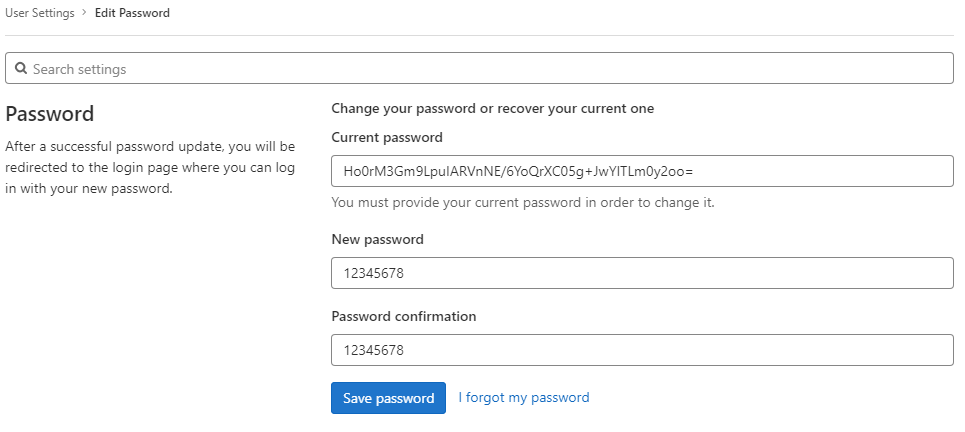 User Settings > Edit Password
Search settings
Password
After a successful password update, you will be
redirected to the login page where you can log
in with your new password.
Change your password or recover your current one
Current password
Ho0rM3Gm9LpuIARVnNE/6YoQrXC05g+JwYITLm0y2oo=
You must provide your current password in order to change it.
New password
12345678
Password confirmation
12345678
Save password I forgot my password